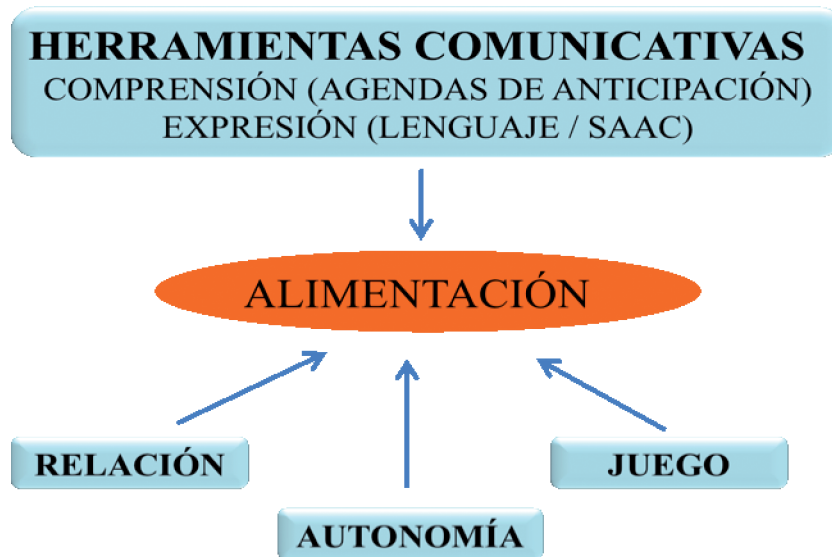 HERRAMIENTAS COMUNICATIVAS
COMPRENSIÓN (AGENDAS DE ANTICIPACIÓN)
EXPRESIÓN (LENGUAJE / SAAC)
ALIMENTACIÓN
RELACIÓN
JUEGO
AUTONOMÍA